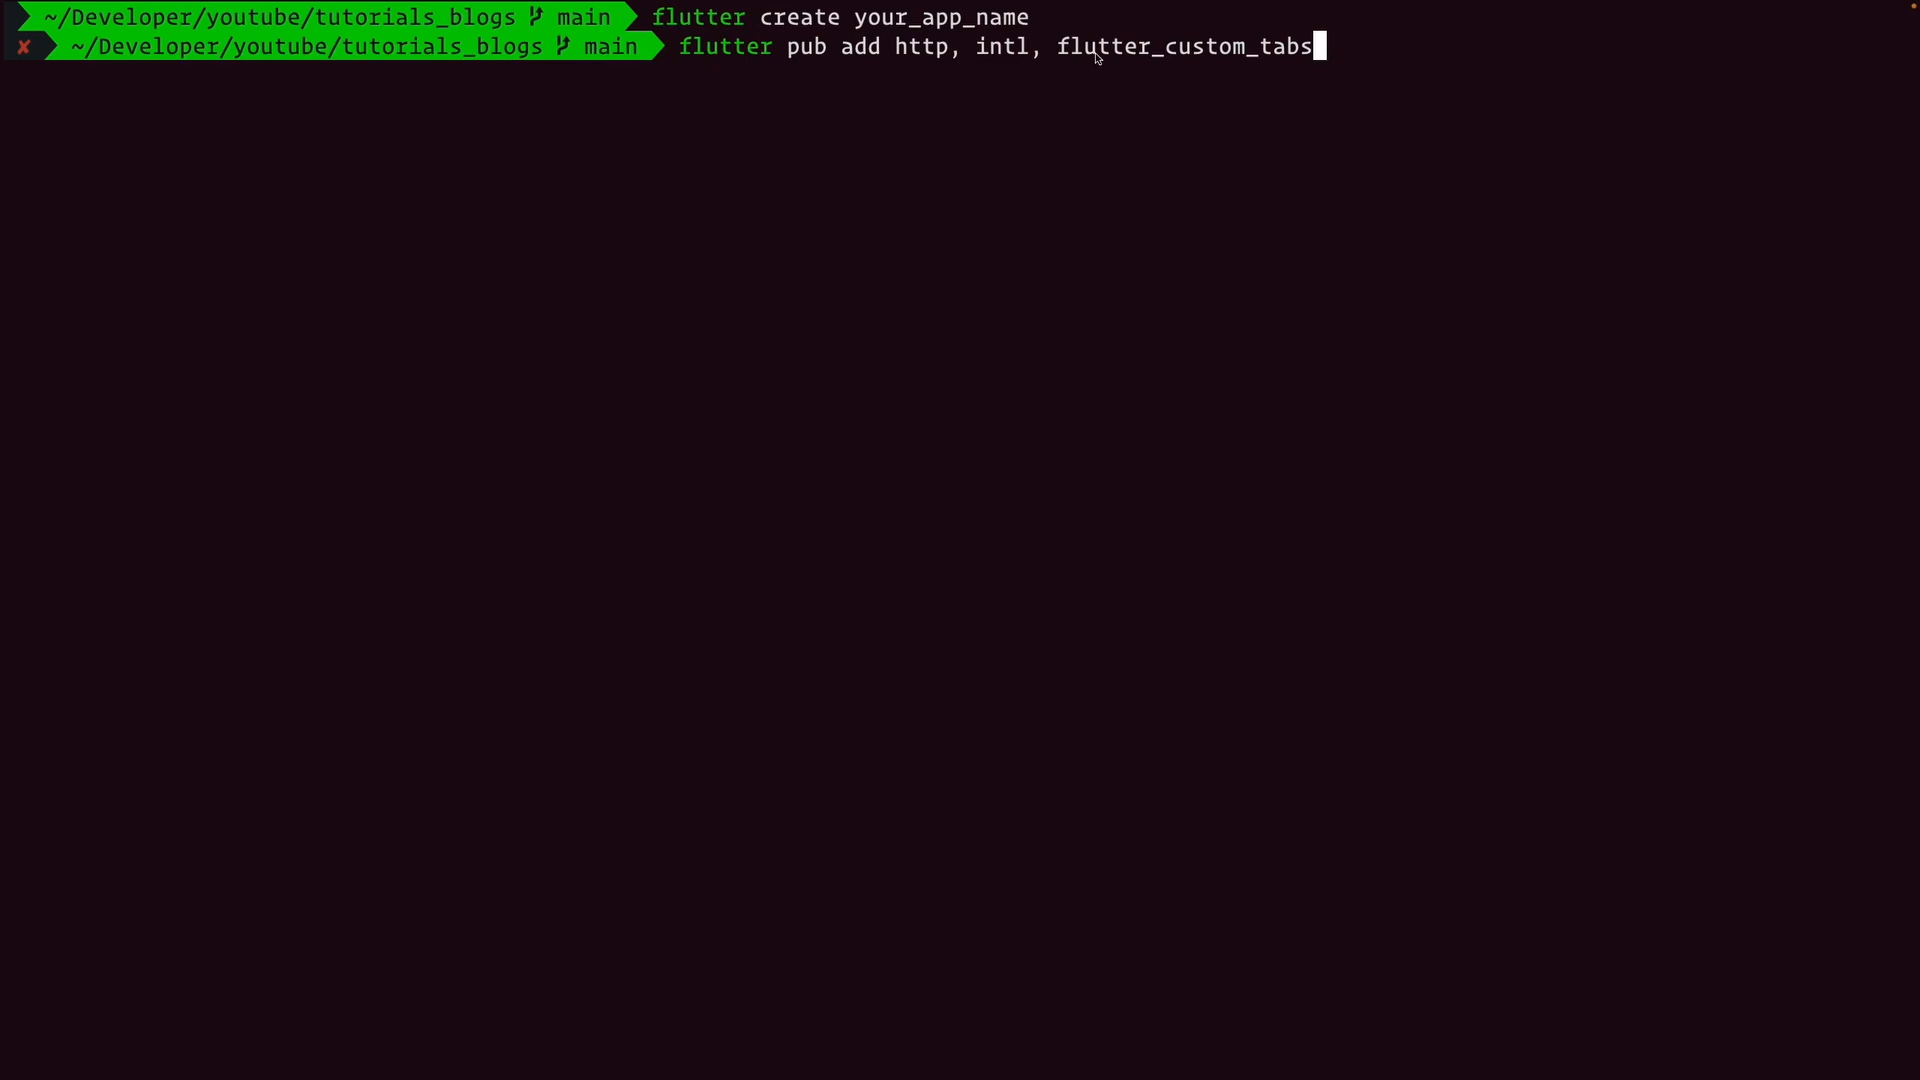 ~/Developer/youtube/tutorials_blogs main flutter create your_app_name
✘ ~/Developer/youtube/tutorials_blogs main flutter pub add http, intl, flutter_custom_tabs